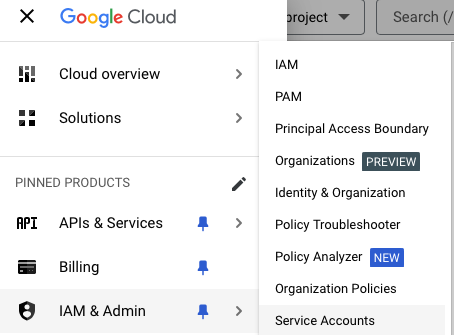 Google Cloud
project
Search (/
Cloud overview
Solutions
PINNED PRODUCTS
API APIs & Services
Billing
IAM & Admin
IAM
PAM
Principal Access Boundary
Organizations PREVIEW
Identity & Organization
Policy Troubleshooter
Policy Analyzer NEW
Organization Policies
Service Accounts